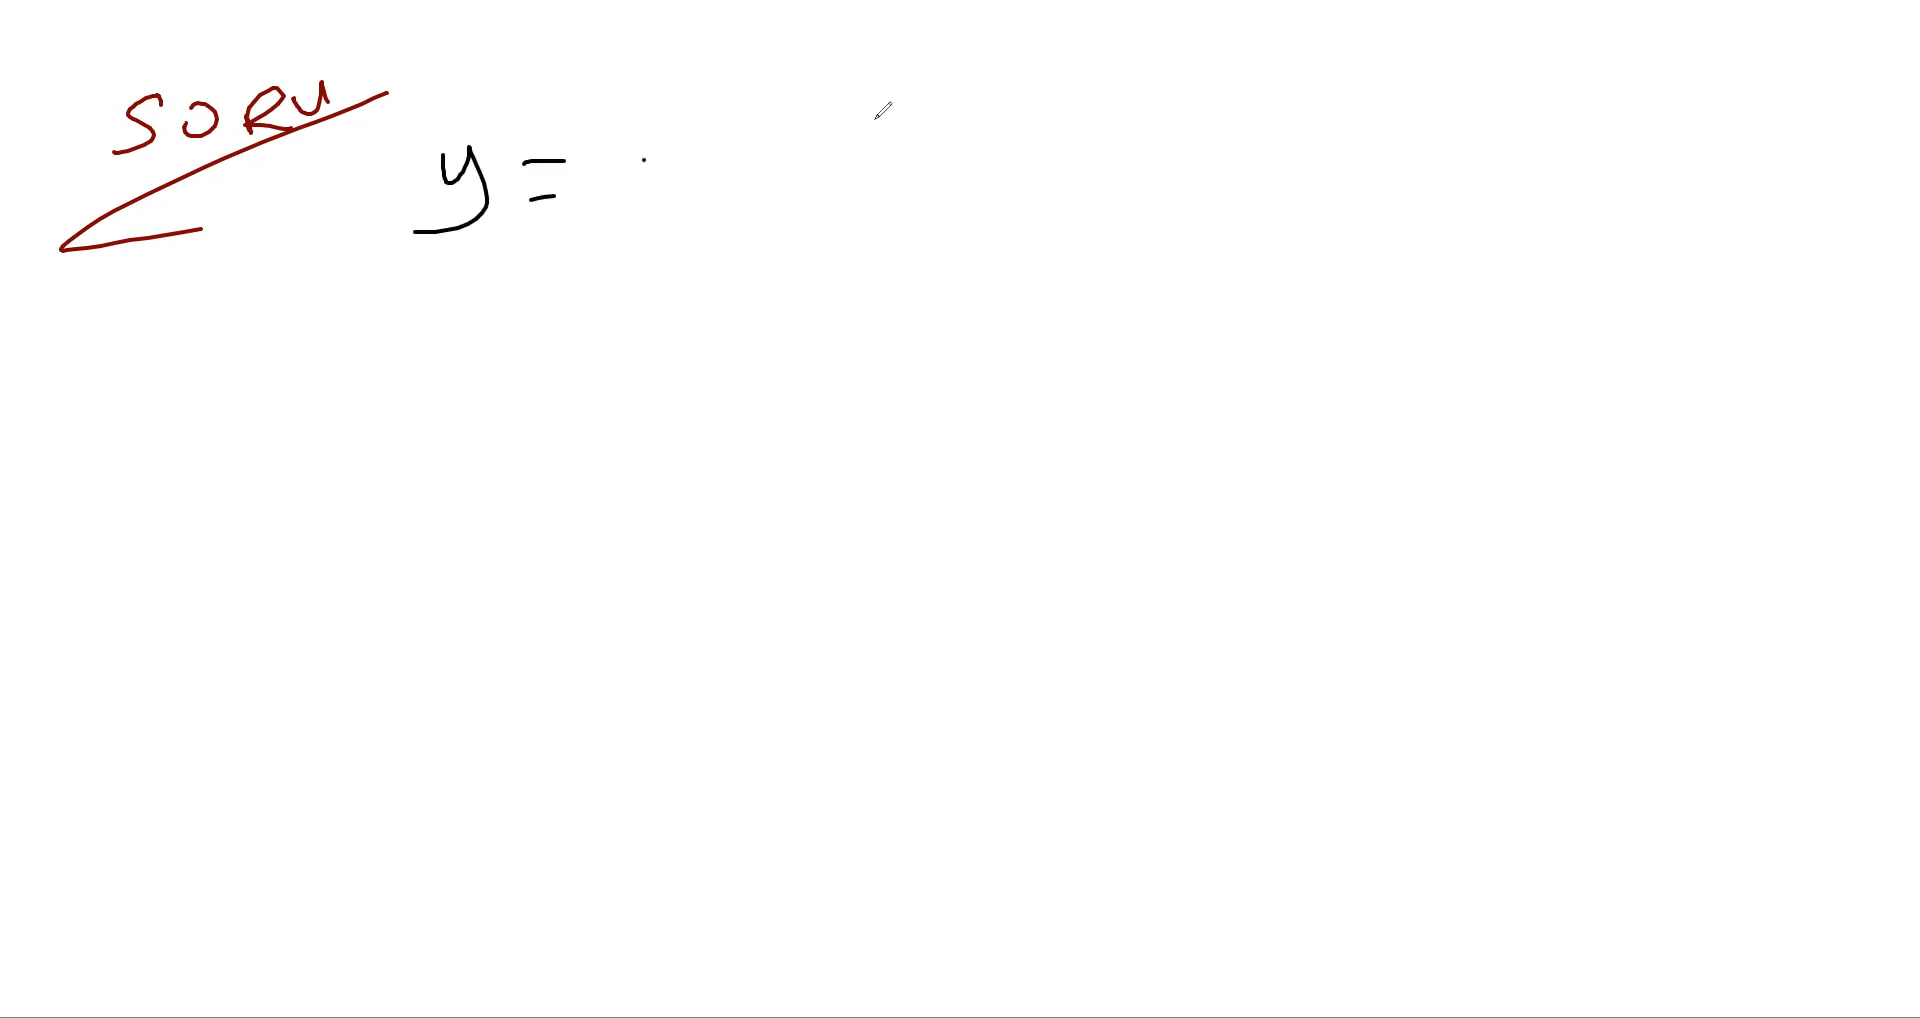 SORU
y = .